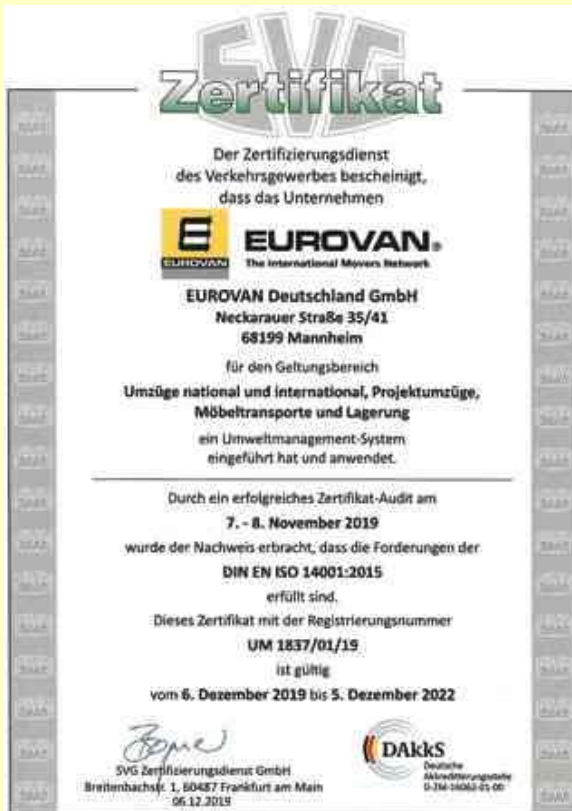 SVG
Zertifikat
Der Zertifizierungsdienst
des Verkehrsgewerbes bescheinigt,
dass das Unternehmen
E
EUROVAN
EUROVAN®
The International Movers Network
EUROVAN Deutschland GmbH
Neckarauer Straße 35/41
68199 Mannheim
für den Geltungsbereich
Umzüge national und international, Projektumzüge,
Möbeltransporte und Lagerung
ein Umweltmanagement-System
eingeführt hat und anwendet.
Durch ein erfolgreiches Zertifikat-Audit am
7. - 8. November 2019
wurde der Nachweis erbracht, dass die Forderungen der
DIN EN ISO 14001:2015
erfüllt sind.
Dieses Zertifikat mit der Registrierungsnummer
UM 1837/01/19
ist gültig
vom 6. Dezember 2019 bis 5. Dezember 2022
SVG Zertifizierungsdienst GmbH
Breitenbachstr. 1, 60487 Frankfurt am Main
06.12.2019
DAkkS
Deutsche
Akkreditierungsstelle
D-ZM-16062-01-00